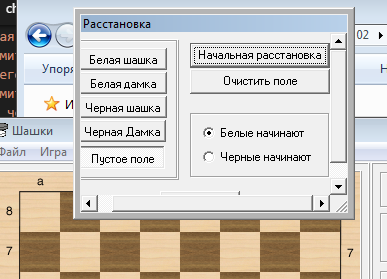 ch
Расстановка
ая
ми
его
ми
02
Упоря
Белая шашка
Белая дамка
Черная шашка
Черная Дамка
Пустое поле
Начальная расстановка
Очистить поле
Белые начинают
Черные начинают
И
Шашки
Файл Игра
а
8
7
7